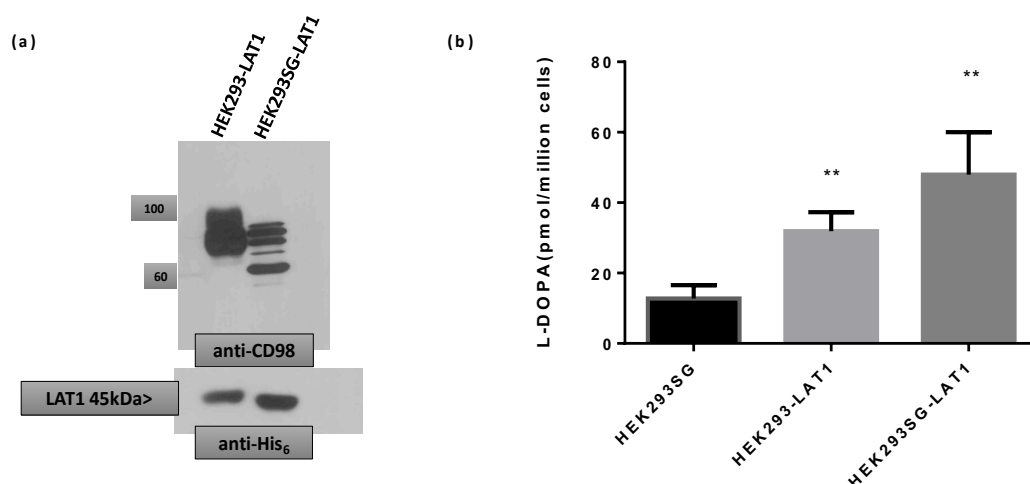 (a)
HEK293-LAT1
HEK293SG-LAT1
100
60
anti-CD98
LAT1 45kDa>
anti-His₆
(b)
L-DOPA(pmol/million cells)
80
60
40
20
0
**
**
HEK293SG
HEK293-LAT1
HEK293SG-LAT1